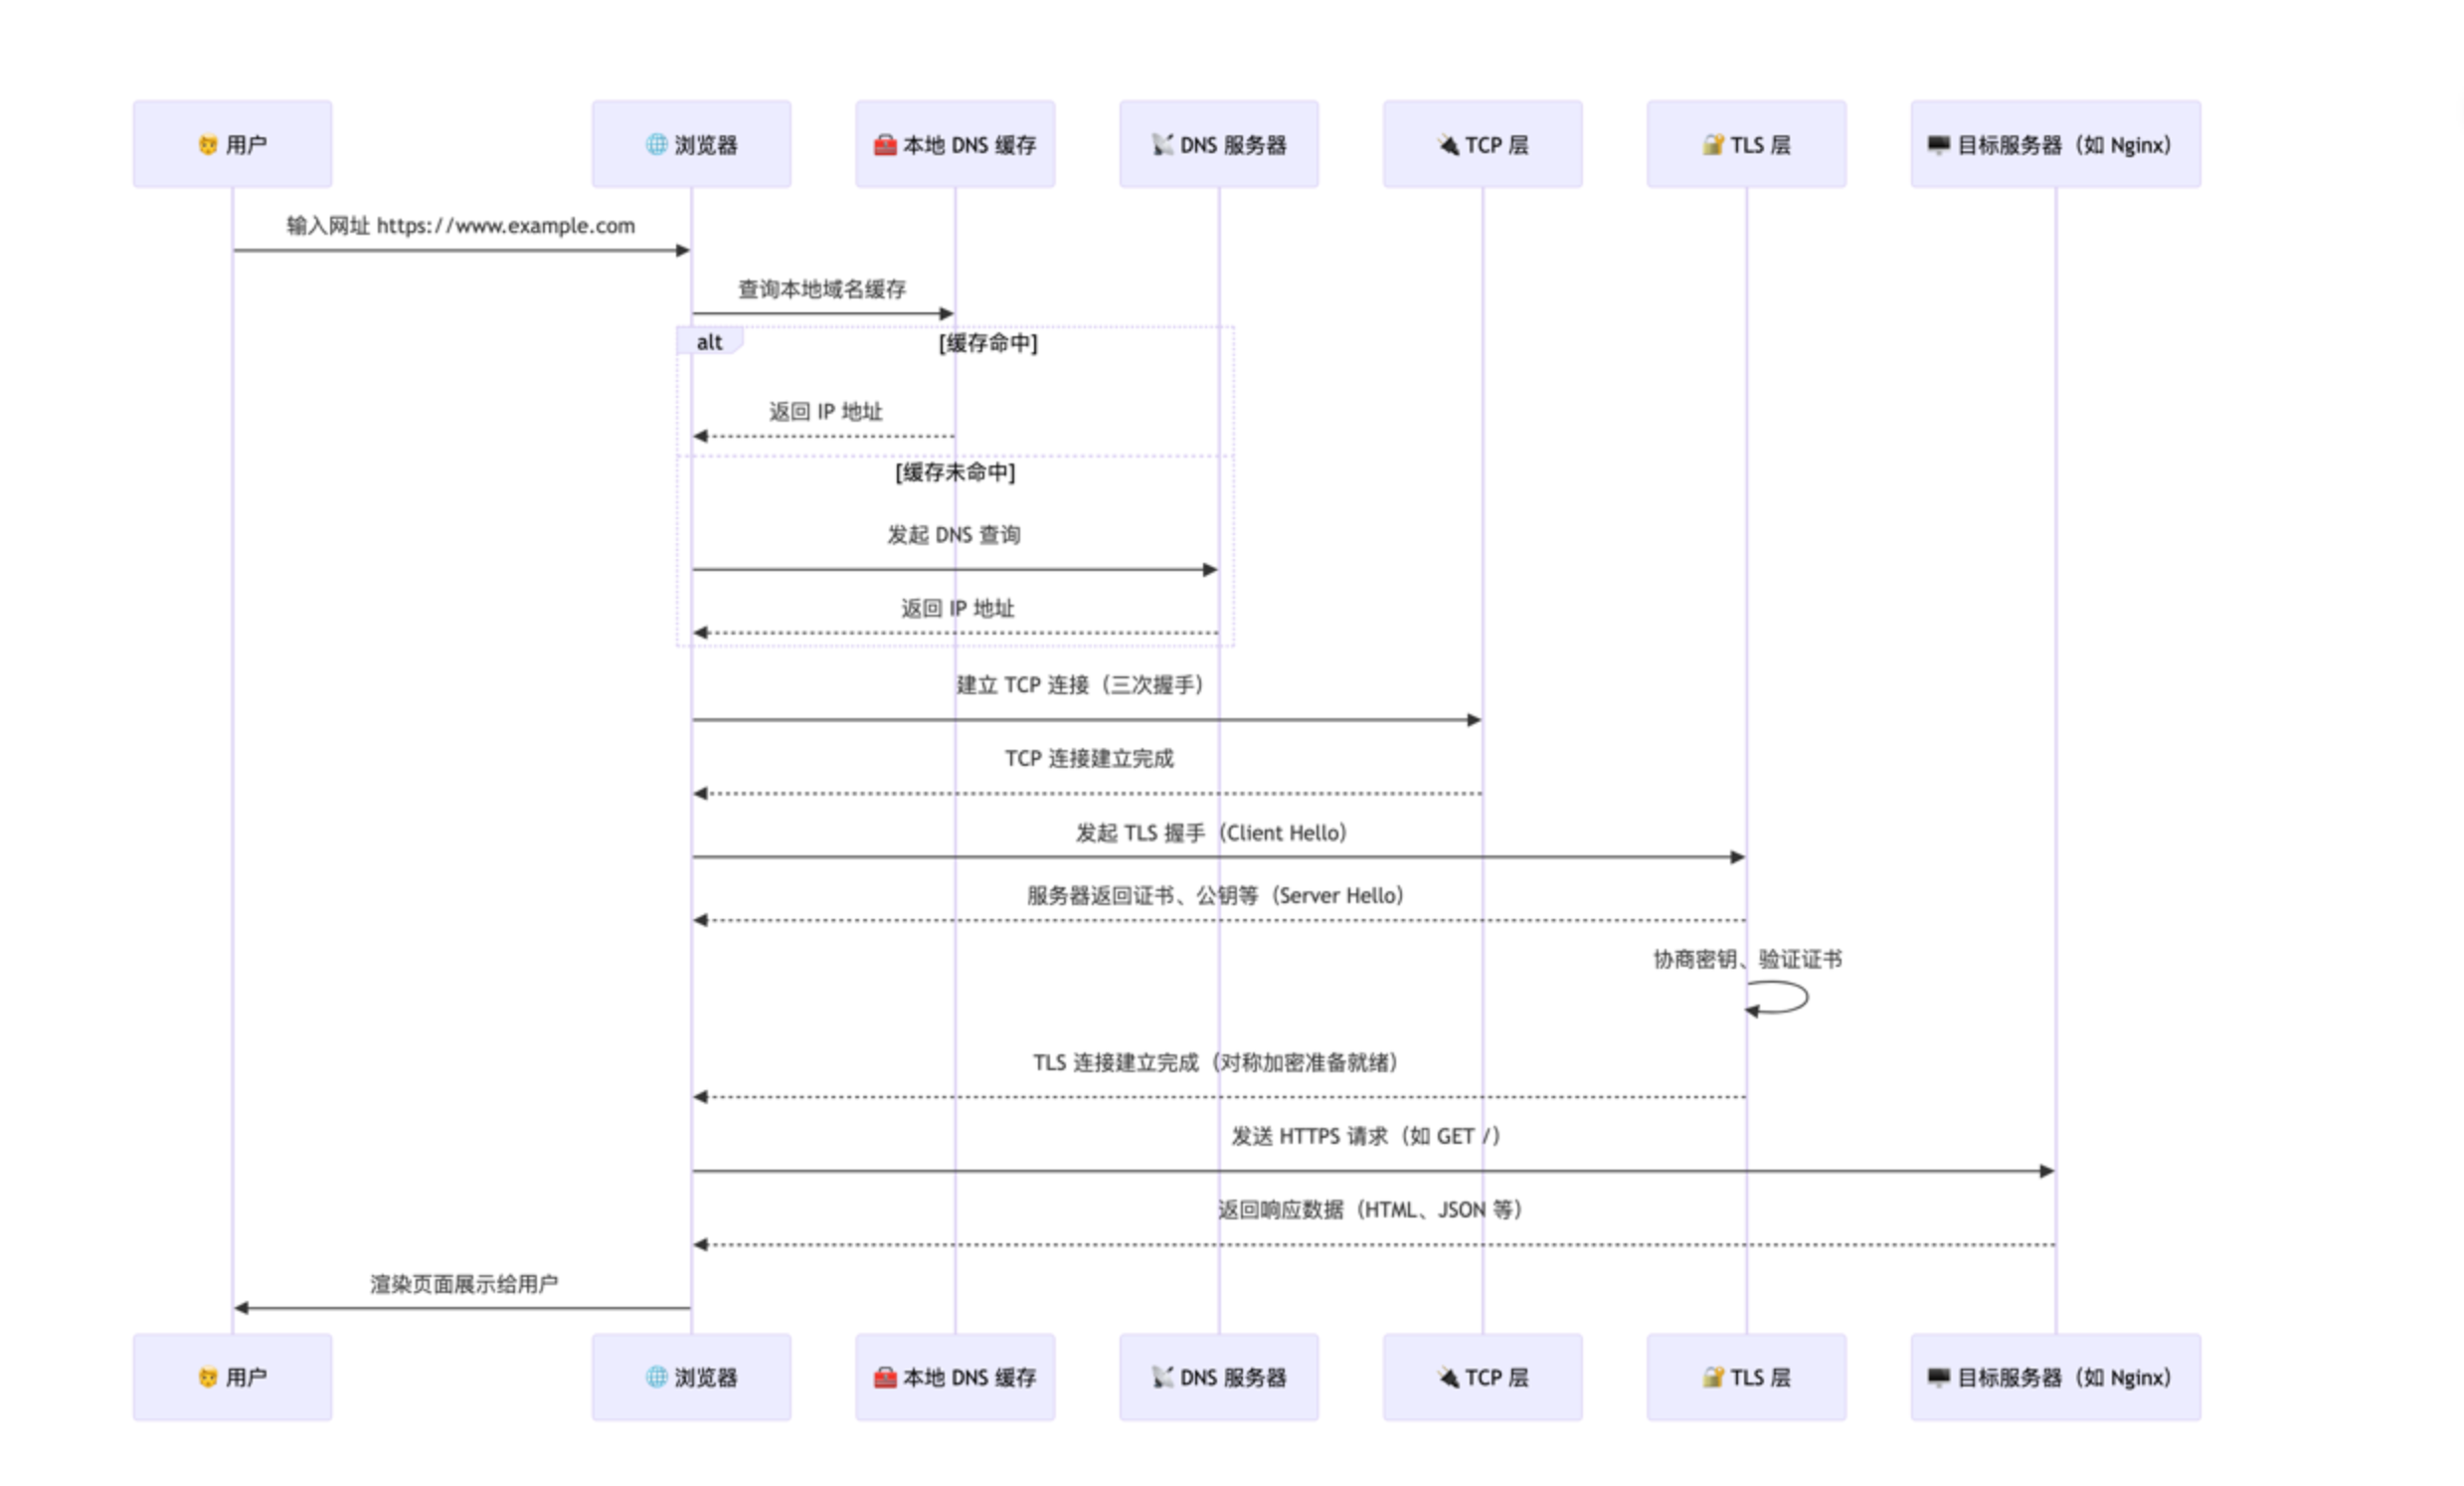 用户
浏览器
本地 DNS 缓存
DNS 服务器
TCP 层
TLS 层
目标服务器（如 Nginx）
输入网址 https://www.example.com
查询本地域名缓存
alt
[缓存命中]
返回 IP 地址
[缓存未命中]
发起 DNS 查询
返回 IP 地址
建立 TCP 连接（三次握手）
TCP 连接建立完成
发起 TLS 握手（Client Hello）
服务器返回证书、公钥等（Server Hello）
协商密钥、验证证书
TLS 连接建立完成（对称加密准备就绪）
发送 HTTPS 请求（如 GET /）
返回响应数据（HTML、JSON 等）
渲染页面展示给用户
用户
浏览器
本地 DNS 缓存
DNS 服务器
TCP 层
TLS 层
目标服务器（如 Nginx）